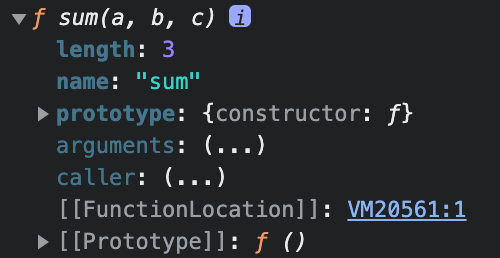 ▼ƒ sum(a, b, c) i
length: 3
name: "sum"
▶ prototype: {constructor: ƒ}
arguments: (...)
caller: (...)
[[FunctionLocation]]: VM20561:1
▶ [[Prototype]]: ƒ ()